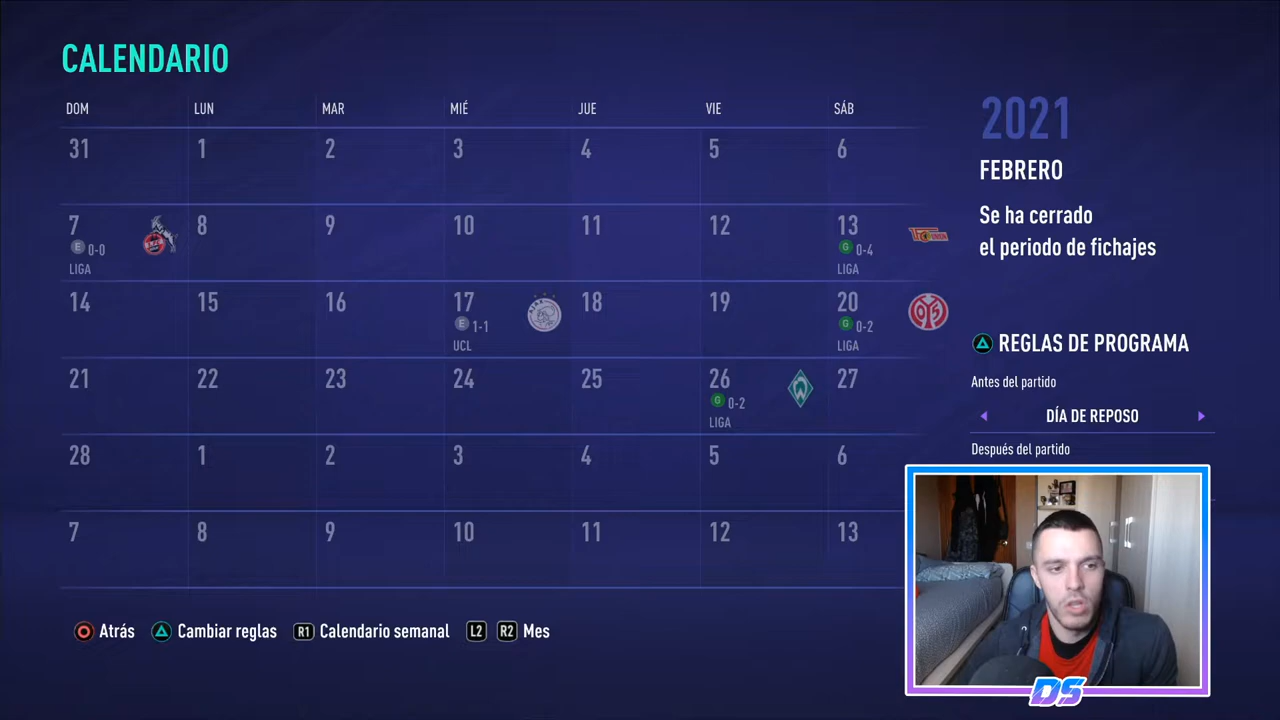 CALENDARIO
DOM LUN MAR MIÉ JUE VIE SÁB
31 1 2 3 4 5 6
7 8 9 10 11 12 13
E 0-0 G 0-4
LIGA LIGA
14 15 16 17 18 19 20
E 1-1 G 0-2
UCL LIGA
21 22 23 24 25 26 27
G 0-2
LIGA
28 1 2 3 4 5 6
7 8 9 10 11 12 13
2021
FEBRERO
Se ha cerrado
el periodo de fichajes
REGLAS DE PROGRAMA
Antes del partido
DÍA DE REPOSO
Después del partido
Atrás Cambiar reglas R1 Calendario semanal L2 R2 Mes
DS